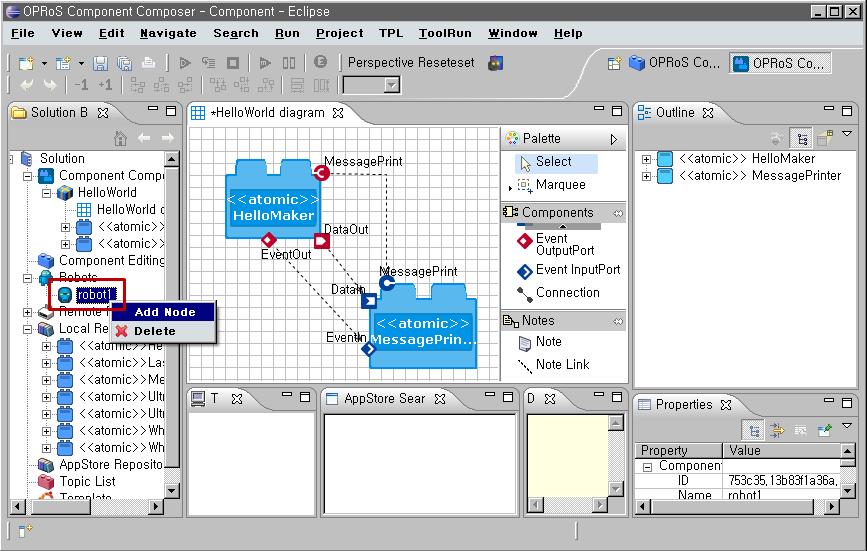 OPRoS Component Composer - Component - Eclipse
File View Edit Navigate Search Run Project TPL ToolRun Window Help
Perspective Reseteset
OPRoS Co...
OPRoS Co...
-1 +1
Solution B
Solution
Component Compo
HelloWorld
HelloWorld d
<<atomic>
<<atomic>
Component Editing
Robots
robot1
Add Node
Delete
Remote
Local Re
<<atomic> He
<<atomic> Las
<<atomic> Me
<<atomic> Ultr
<<atomic> Ultr
<<atomic> Wh
<<atomic> Wh
AppStore Reposito
Topic List
Template
*HelloWorld diagram
MessagePrint
<<atomic>>
HelloMaker
DataOut
EventOut
MessagePrint
DataIn
<<atomic>>
MessagePrin...
EventIn
Palette
Select
Marquee
Components
Event
OutputPort
Event InputPort
Connection
Notes
Note
Note Link
Outline
<<atomic>> HelloMaker
<<atomic>> MessagePrinter
T
AppStore Sear
D
Properties
Property Value
Component
ID 753c35,13b83f1a36a,
Name robot1